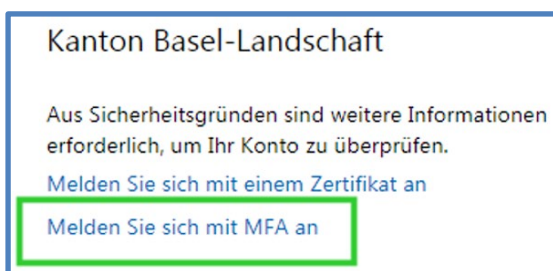 Kanton Basel-Landschaft
Aus Sicherheitsgründen sind weitere Informationen
erforderlich, um Ihr Konto zu überprüfen.
Melden Sie sich mit einem Zertifikat an
Melden Sie sich mit MFA an